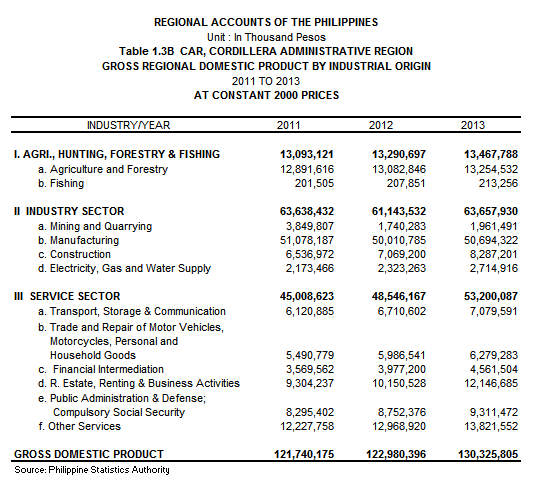 REGIONAL ACCOUNTS OF THE PHILIPPINES
Unit : In Thousand Pesos
Table 1.3B CAR, CORDILLERA ADMINISTRATIVE REGION
GROSS REGIONAL DOMESTIC PRODUCT BY INDUSTRIAL ORIGIN
2011 TO 2013
AT CONSTANT 2000 PRICES
INDUSTRY/YEAR 2011 2012 2013
I. AGRI., HUNTING, FORESTRY & FISHING 13,093,121 13,290,697 13,467,788
a. Agriculture and Forestry 12,891,616 13,082,846 13,254,532
b. Fishing 201,505 207,851 213,256
II INDUSTRY SECTOR 63,638,432 61,143,532 63,657,930
a. Mining and Quarrying 3,849,807 1,740,283 1,961,491
b. Manufacturing 51,078,187 50,010,785 50,694,322
c. Construction 6,536,972 7,069,200 8,287,201
d. Electricity, Gas and Water Supply 2,173,466 2,323,263 2,714,916
III SERVICE SECTOR 45,008,623 48,546,167 53,200,087
a. Transport, Storage & Communication 6,120,885 6,710,602 7,079,591
b. Trade and Repair of Motor Vehicles,
Motorcycles, Personal and
Household Goods 5,490,779 5,986,541 6,279,283
c. Financial Intermediation 3,569,562 3,977,200 4,561,504
d. R. Estate, Renting & Business Activities 9,304,237 10,150,528 12,146,685
e. Public Administration & Defense;
Compulsory Social Security 8,295,402 8,752,376 9,311,472
f. Other Services 12,227,758 12,968,920 13,821,552
GROSS DOMESTIC PRODUCT 121,740,175 122,980,396 130,325,805
Source: Philippine Statistics Authority